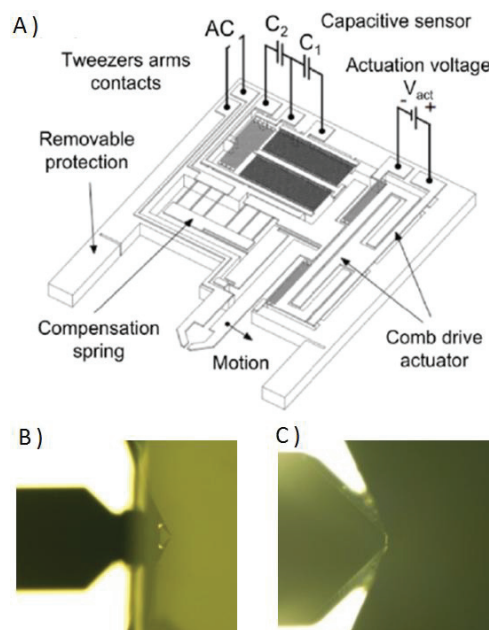 A)
AC
C2
C1
Capacitive sensor
Tweezers arms
contacts
Actuation voltage
Vact
- +
Removable
protection
Compensation
spring
Motion
Comb drive
actuator
B)
C)